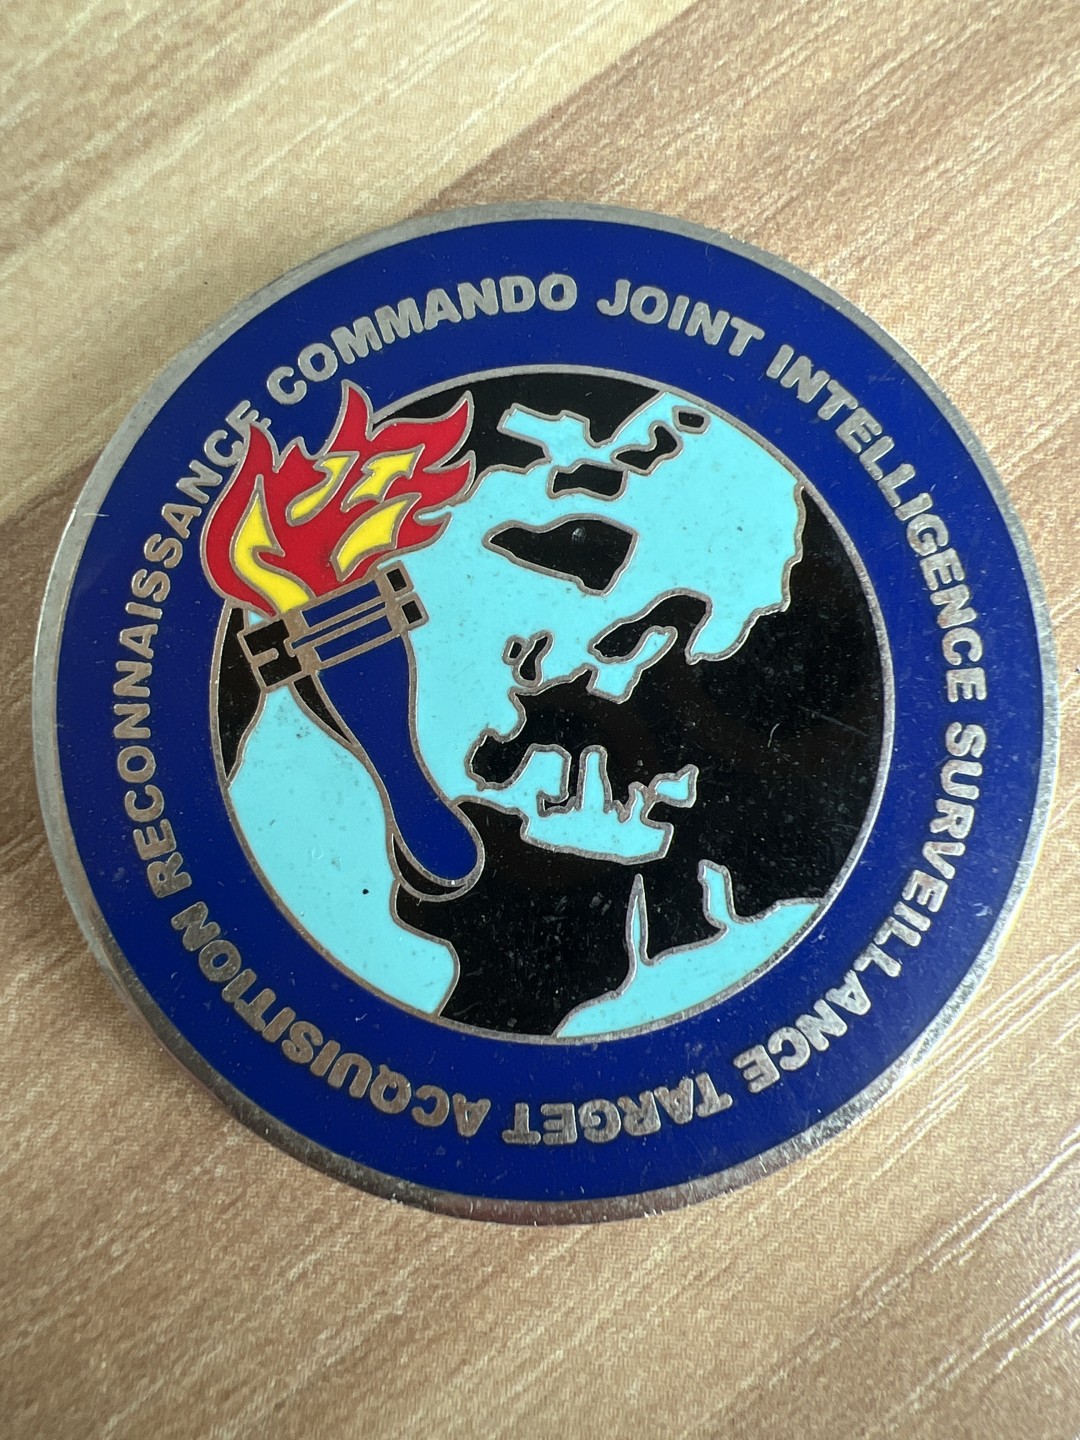 COMMANDO JOINT INTELLIGENCE SURVEILLANCE TARGET ACQUISITION RECONNAISSANCE